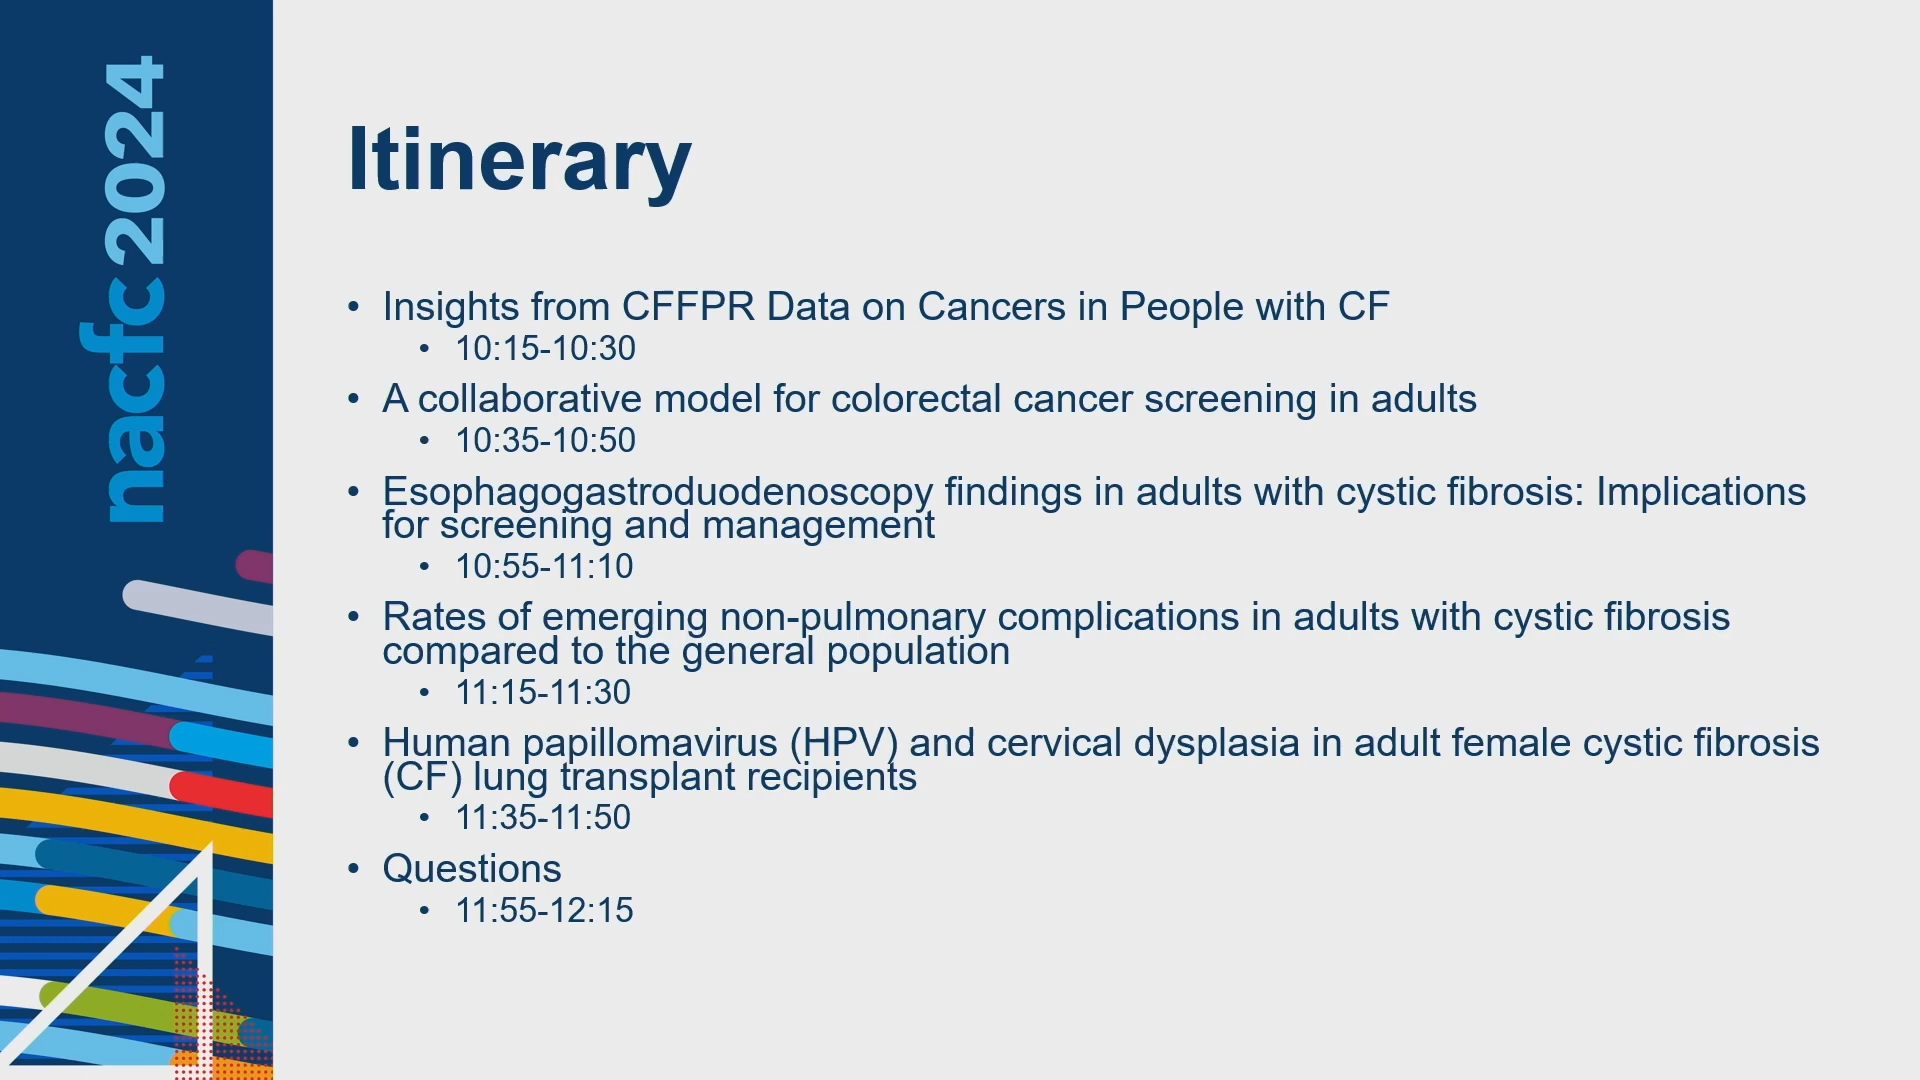 nacfc2024
Itinerary
• Insights from CFFPR Data on Cancers in People with CF
• 10:15-10:30
• A collaborative model for colorectal cancer screening in adults
• 10:35-10:50
• Esophagogastroduodenoscopy findings in adults with cystic fibrosis: Implications
for screening and management
• 10:55-11:10
• Rates of emerging non-pulmonary complications in adults with cystic fibrosis
compared to the general population
• 11:15-11:30
• Human papillomavirus (HPV) and cervical dysplasia in adult female cystic fibrosis
(CF) lung transplant recipients
• 11:35-11:50
• Questions
• 11:55-12:15